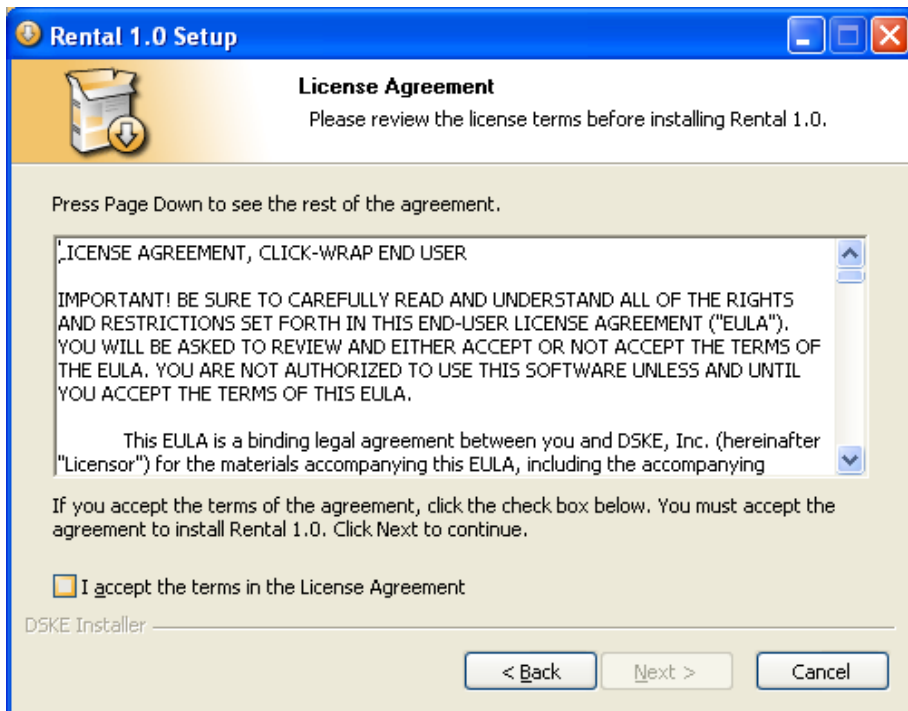 Rental 1.0 Setup
License Agreement
Please review the license terms before installing Rental 1.0.
Press Page Down to see the rest of the agreement.
LICENSE AGREEMENT, CLICK-WRAP END USER
IMPORTANT! BE SURE TO CAREFULLY READ AND UNDERSTAND ALL OF THE RIGHTS
AND RESTRICTIONS SET FORTH IN THIS END-USER LICENSE AGREEMENT ("EULA").
YOU WILL BE ASKED TO REVIEW AND EITHER ACCEPT OR NOT ACCEPT THE TERMS OF
THE EULA. YOU ARE NOT AUTHORIZED TO USE THIS SOFTWARE UNLESS AND UNTIL
YOU ACCEPT THE TERMS OF THIS EULA.
This EULA is a binding legal agreement between you and DSKE, Inc. (hereinafter
"Licensor") for the materials accompanying this EULA, including the accompanying
If you accept the terms of the agreement, click the check box below. You must accept the
agreement to install Rental 1.0. Click Next to continue.
I accept the terms in the License Agreement
DSKE Installer
< Back
Next >
Cancel